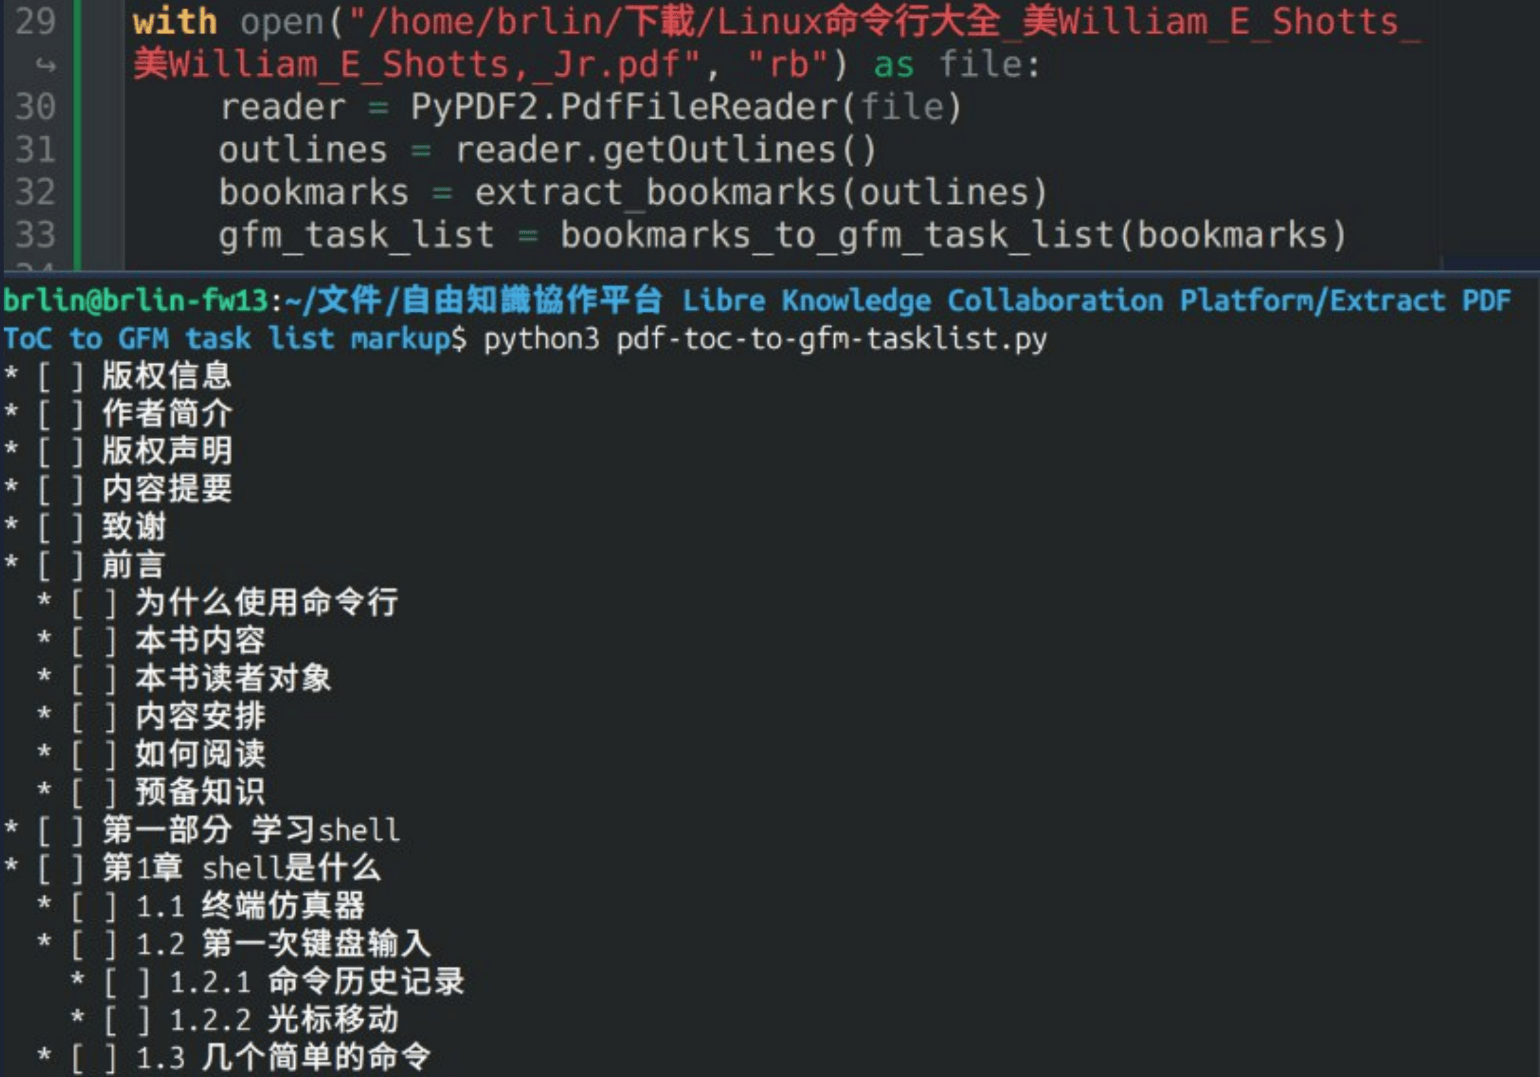 29 with open("/home/brlin/下載/Linux命令行大全_美William_E_Shotts_
↪ 美William_E_Shotts,_Jr.pdf", "rb") as file:
30 reader = PyPDF2.PdfFileReader(file)
31 outlines = reader.getOutlines()
32 bookmarks = extract_bookmarks(outlines)
33 gfm_task_list = bookmarks_to_gfm_task_list(bookmarks)
brlin@brlin-fw13:~/文件/自由知識協作平台 Libre Knowledge Collaboration Platform/Extract PDF
ToC to GFM task list markup$ python3 pdf-toc-to-gfm-tasklist.py
* [ ] 版权信息
* [ ] 作者简介
* [ ] 版权声明
* [ ] 内容提要
* [ ] 致谢
* [ ] 前言
  * [ ] 为什么使用命令行
  * [ ] 本书内容
  * [ ] 本书读者对象
  * [ ] 内容安排
  * [ ] 如何阅读
  * [ ] 预备知识
* [ ] 第一部分 学习shell
* [ ] 第1章 shell是什么
  * [ ] 1.1 终端仿真器
  * [ ] 1.2 第一次键盘输入
    * [ ] 1.2.1 命令历史记录
    * [ ] 1.2.2 光标移动
  * [ ] 1.3 几个简单的命令